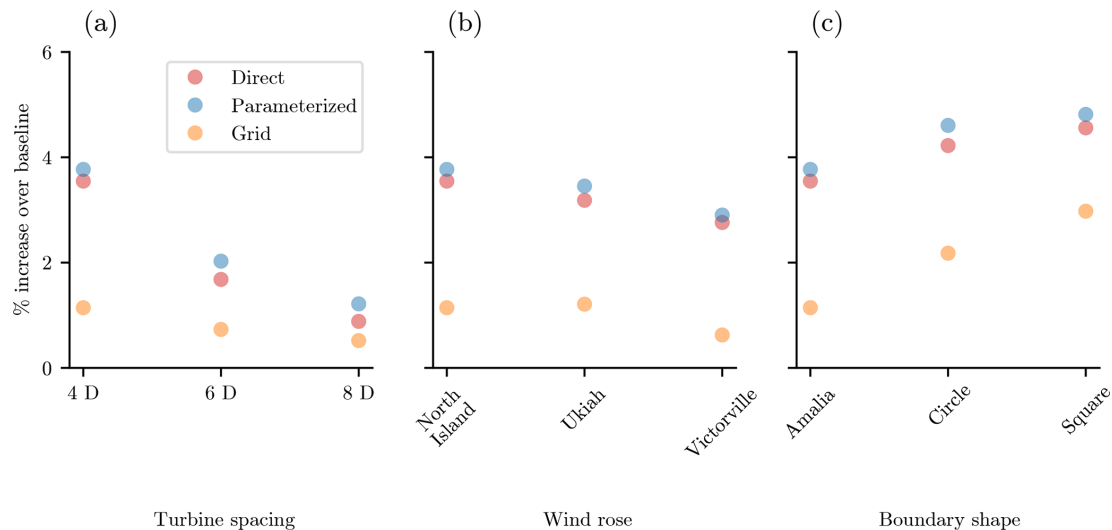 (a)
(b)
(c)
% increase over baseline
6
4
2
0
Direct
Parameterized
Grid
4 D
6 D
8 D
North
Island
Ukiah
Victorville
Amalia
Circle
Square
Turbine spacing
Wind rose
Boundary shape